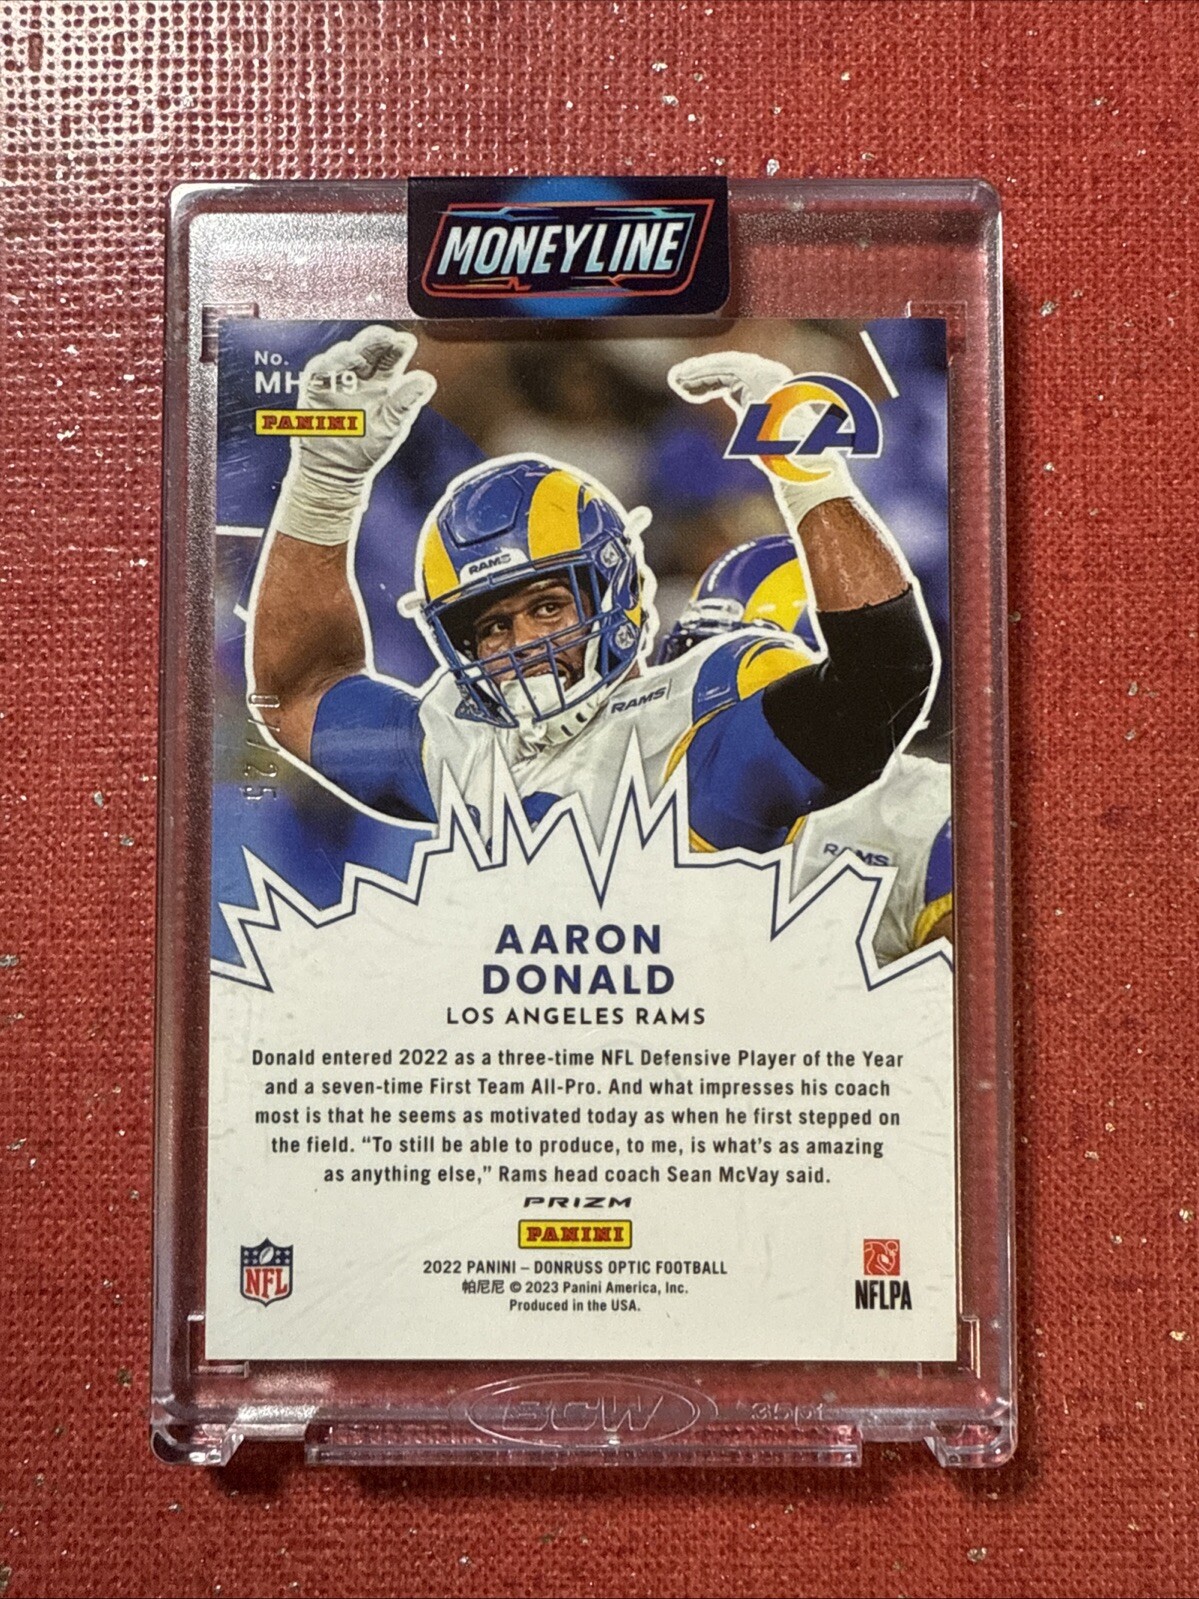 MONEYLINE
No.
MH-19
PANINI
LA
RAMS
RAMS
RAMS
/25
AARON
DONALD
LOS ANGELES RAMS
Donald entered 2022 as a three-time NFL Defensive Player of the Year
and a seven-time First Team All-Pro. And what impresses his coach
most is that he seems as motivated today as when he first stepped on
the field. “To still be able to produce, to me, is what’s as amazing
as anything else,” Rams head coach Sean McVay said.
PRIZM
PANINI
2022 PANINI – DONRUSS OPTIC FOOTBALL
帕尼尼 © 2023 Panini America, Inc.
Produced in the USA.
NFL
NFLPA
SCW
35pt